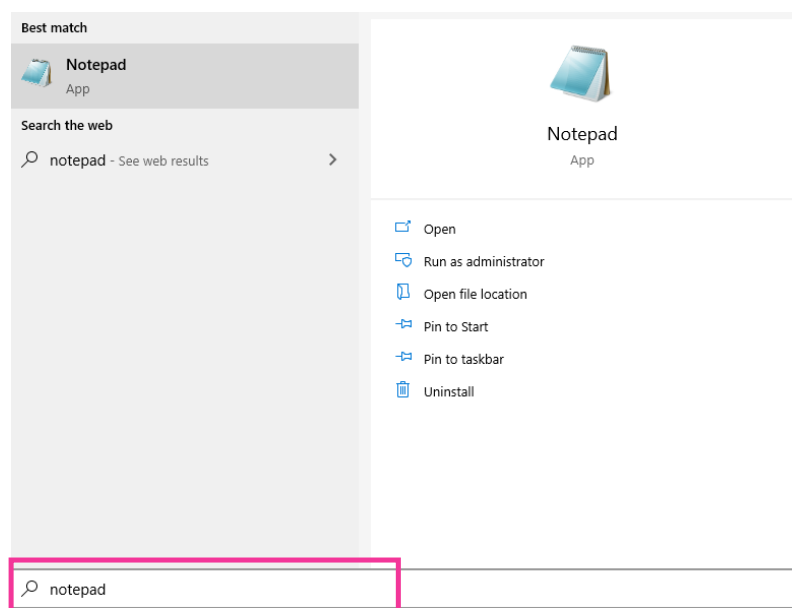 Best match
Notepad
App
Search the web
notepad - See web results
Notepad
App
Open
Run as administrator
Open file location
Pin to Start
Pin to taskbar
Uninstall
notepad